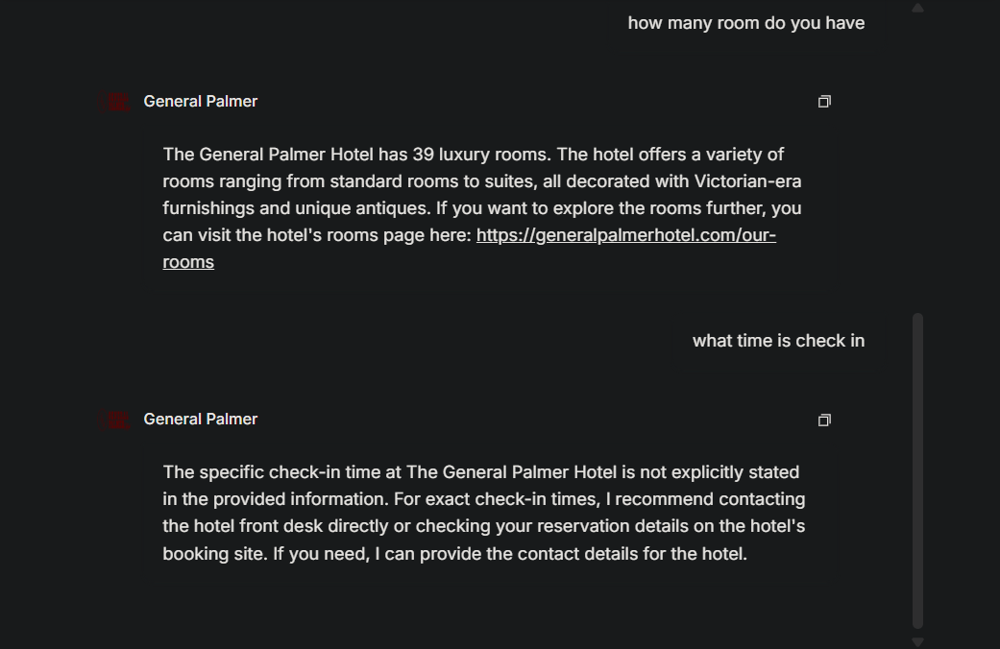 how many room do you have
General Palmer
The General Palmer Hotel has 39 luxury rooms. The hotel offers a variety of
rooms ranging from standard rooms to suites, all decorated with Victorian-era
furnishings and unique antiques. If you want to explore the rooms further, you
can visit the hotel's rooms page here: https://generalpalmerhotel.com/our-
rooms
what time is check in
General Palmer
The specific check-in time at The General Palmer Hotel is not explicitly stated
in the provided information. For exact check-in times, I recommend contacting
the hotel front desk directly or checking your reservation details on the hotel's
booking site. If you need, I can provide the contact details for the hotel.